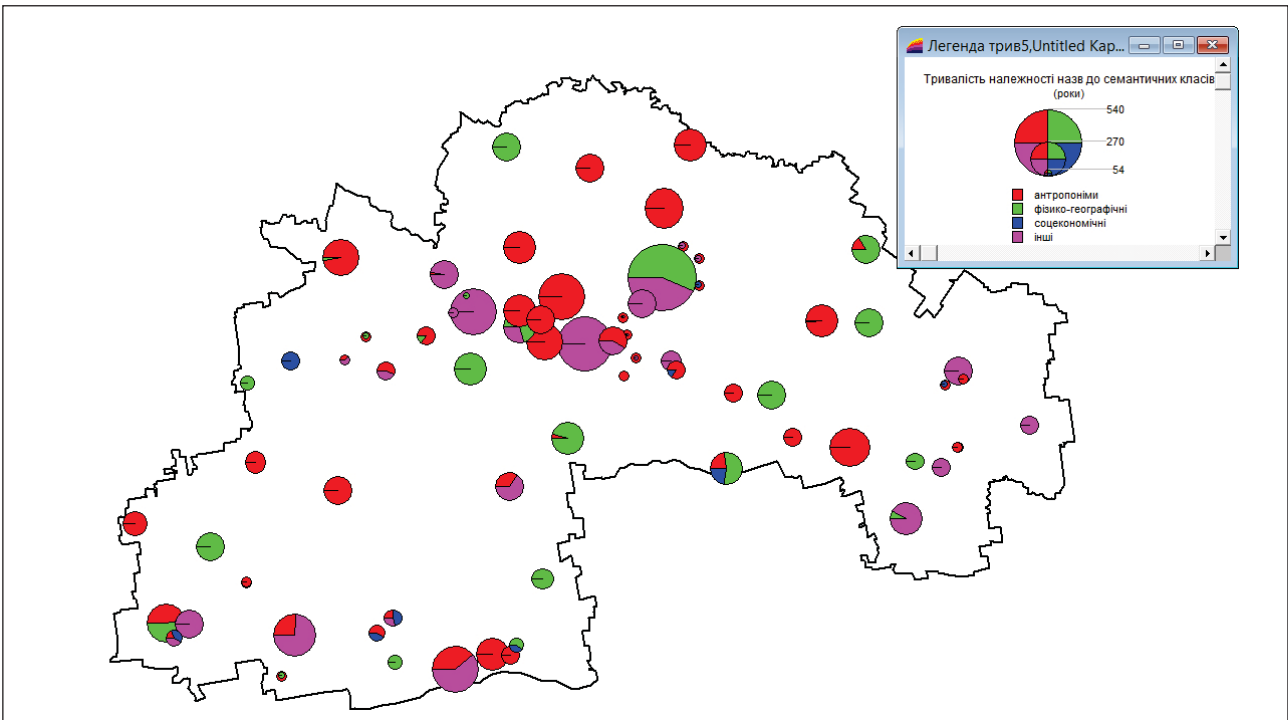 Легенда трив5,Untitled Кар...
Тривалість належності назв до семантичних класів
(роки)
540
270
54
антропоніми
фізико-географічні
соцекономічні
інші